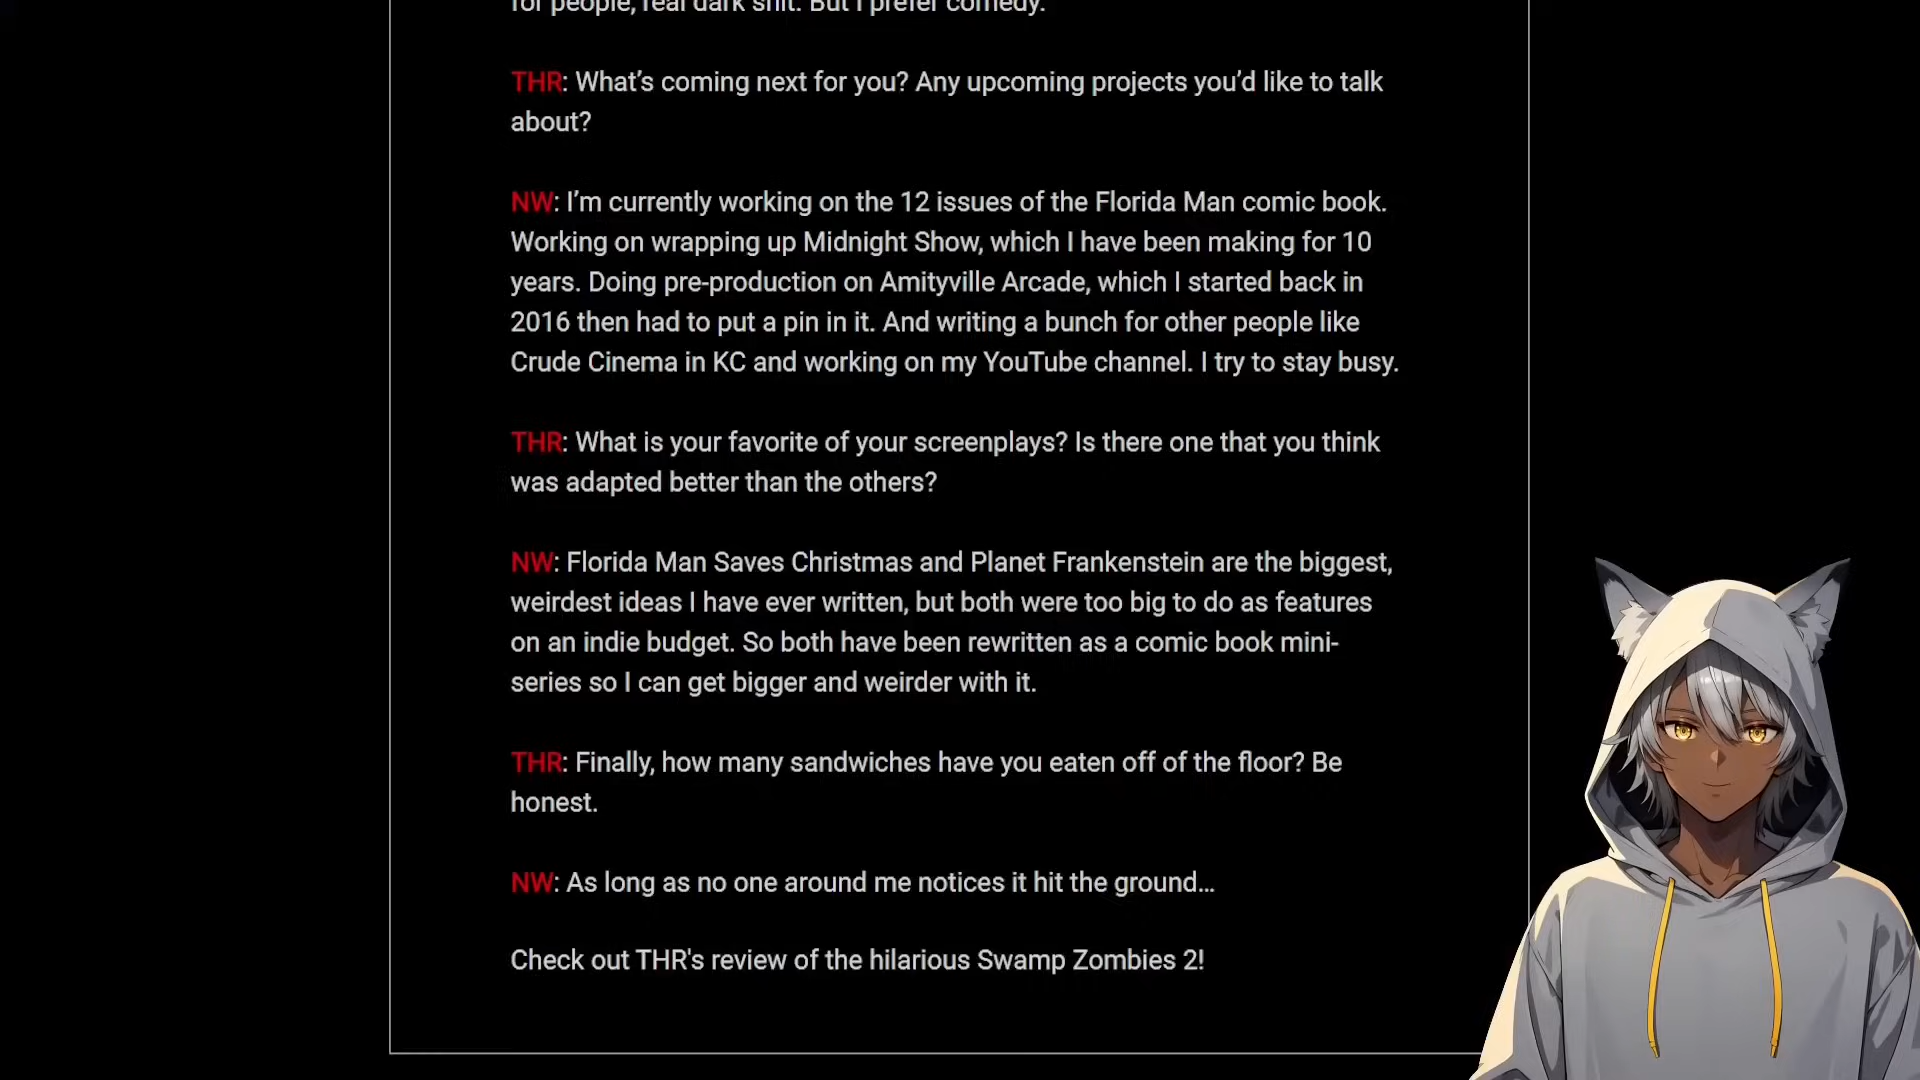 for people, real dark shit. But I prefer comedy.
THR: What’s coming next for you? Any upcoming projects you’d like to talk
about?
NW: I’m currently working on the 12 issues of the Florida Man comic book.
Working on wrapping up Midnight Show, which I have been making for 10
years. Doing pre-production on Amityville Arcade, which I started back in
2016 then had to put a pin in it. And writing a bunch for other people like
Crude Cinema in KC and working on my YouTube channel. I try to stay busy.
THR: What is your favorite of your screenplays? Is there one that you think
was adapted better than the others?
NW: Florida Man Saves Christmas and Planet Frankenstein are the biggest,
weirdest ideas I have ever written, but both were too big to do as features
on an indie budget. So both have been rewritten as a comic book mini-
series so I can get bigger and weirder with it.
THR: Finally, how many sandwiches have you eaten off of the floor? Be
honest.
NW: As long as no one around me notices it hit the ground…
Check out THR's review of the hilarious Swamp Zombies 2!